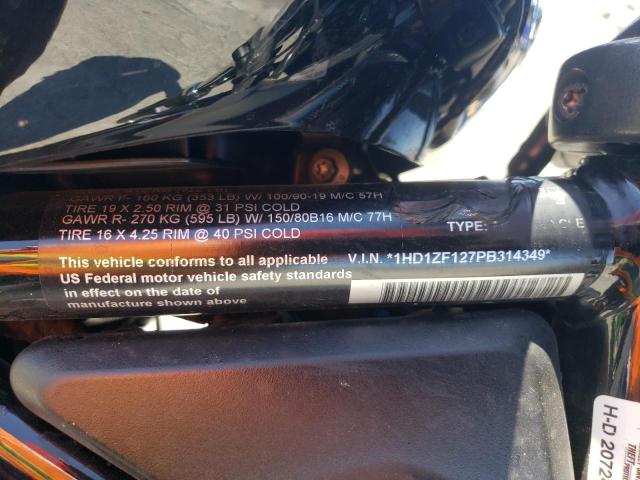 GAWR F- 160 KG (353 LB) W/ 100/90-19 M/C 57H
TIRE 19 X 2.50 RIM @ 31 PSI COLD
GAWR R- 270 KG (595 LB) W/ 150/80B16 M/C 77H
TIRE 16 X 4.25 RIM @ 40 PSI COLD
TYPE:
This vehicle conforms to all applicable
US Federal motor vehicle safety standards
in effect on the date of
manufacture shown above
V.I.N. *1HD1ZF127PB314349*
H-D 2072